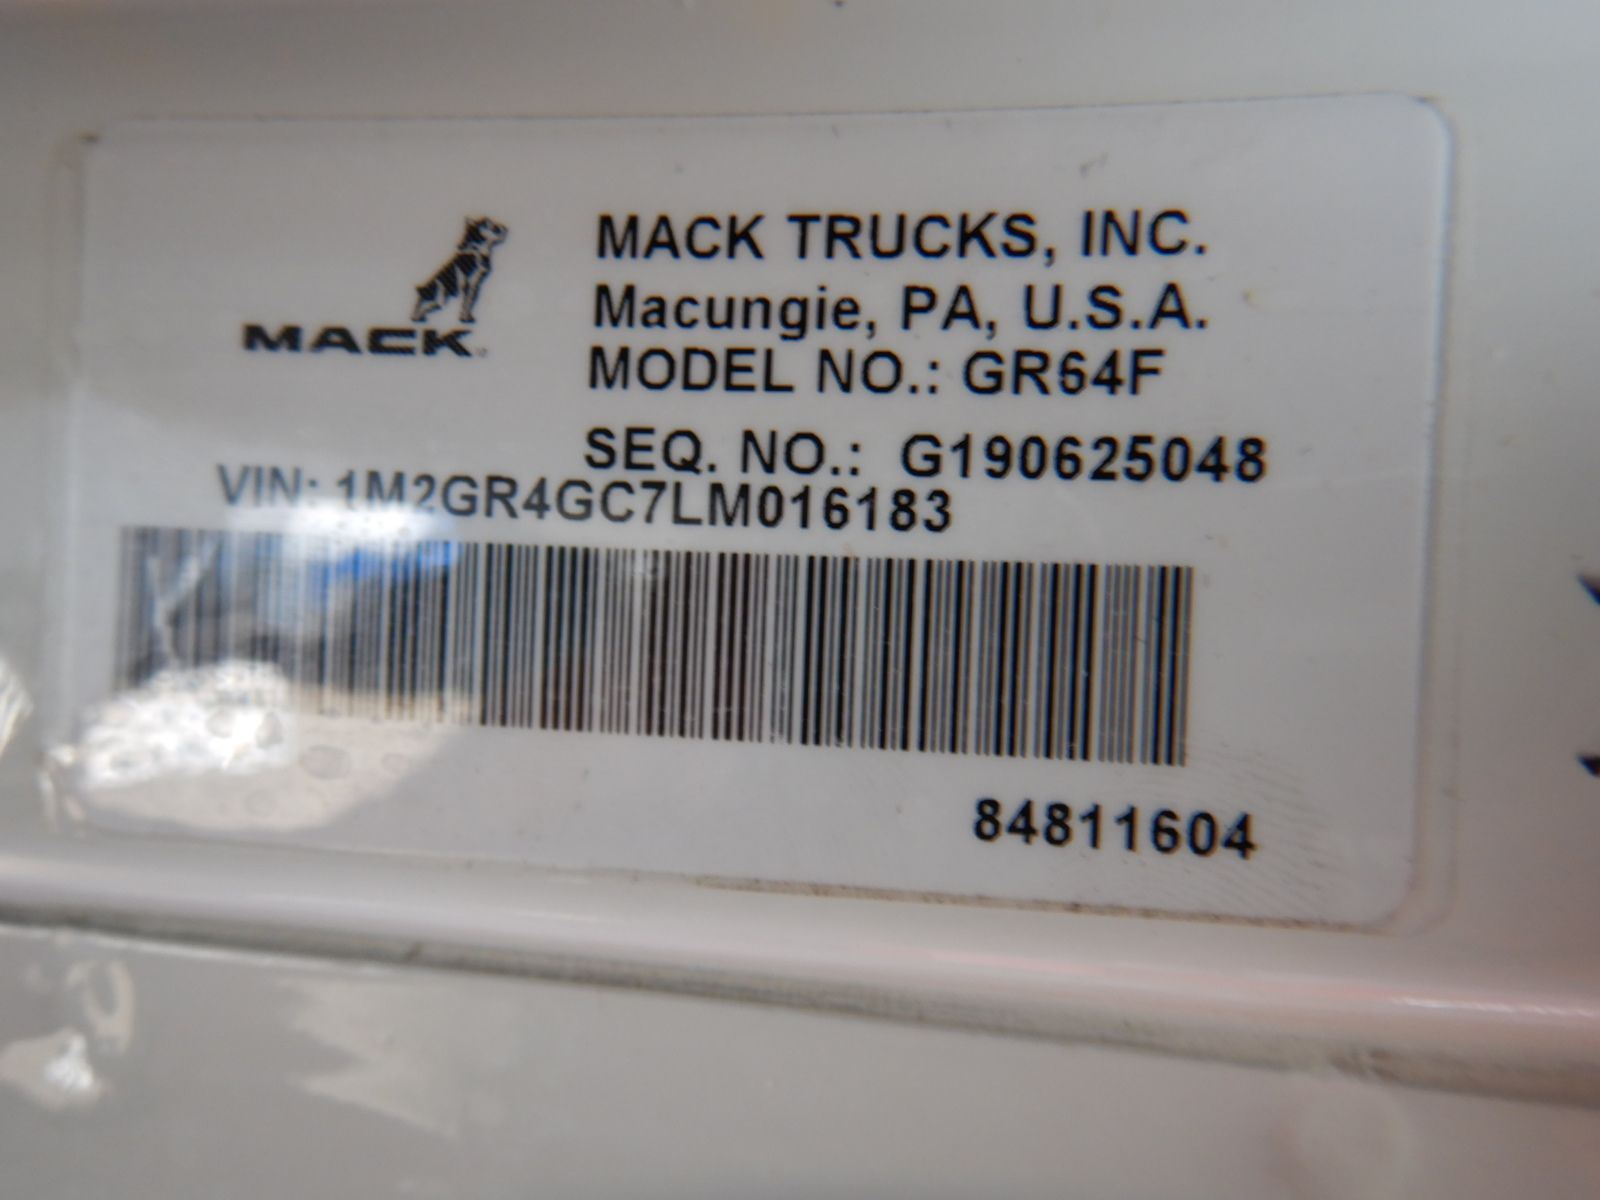 MACK
MACK TRUCKS, INC.
Macungie, PA, U.S.A.
MODEL NO.: GR64F
SEQ. NO.: G190625048
VIN: 1M2GR4GC7LM016183
84811604